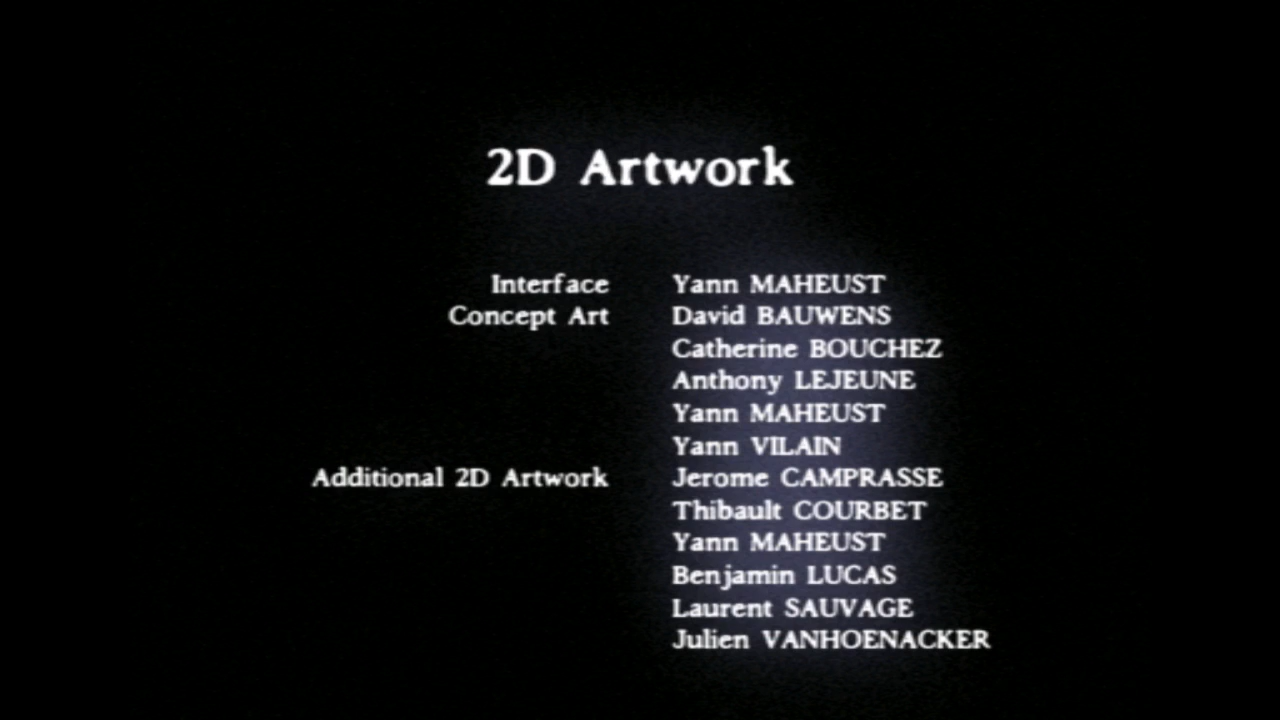 2D Artwork
Interface Yann MAHEUST
Concept Art David BAUWENS
Catherine BOUCHEZ
Anthony LEJEUNE
Yann MAHEUST
Yann VILAIN
Additional 2D Artwork Jerome CAMPRASSE
Thibault COURBET
Yann MAHEUST
Benjamin LUCAS
Laurent SAUVAGE
Julien VANHOENACKER